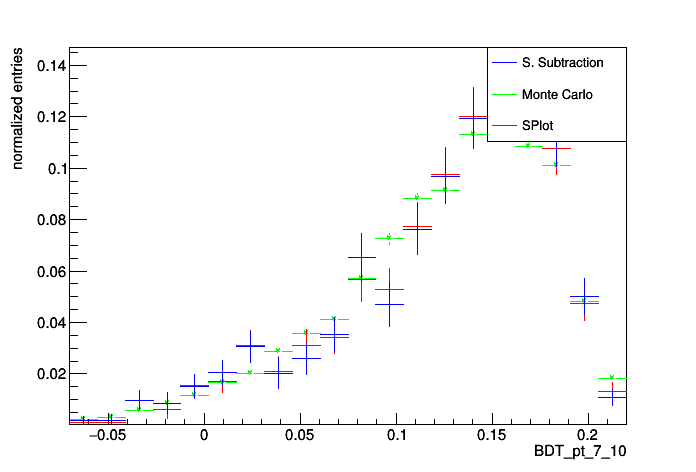 normalized entries
0.14
0.12
0.1
0.08
0.06
0.04
0.02
S. Subtraction
Monte Carlo
SPlot
−0.05 0 0.05 0.1 0.15 0.2
BDT_pt_7_10